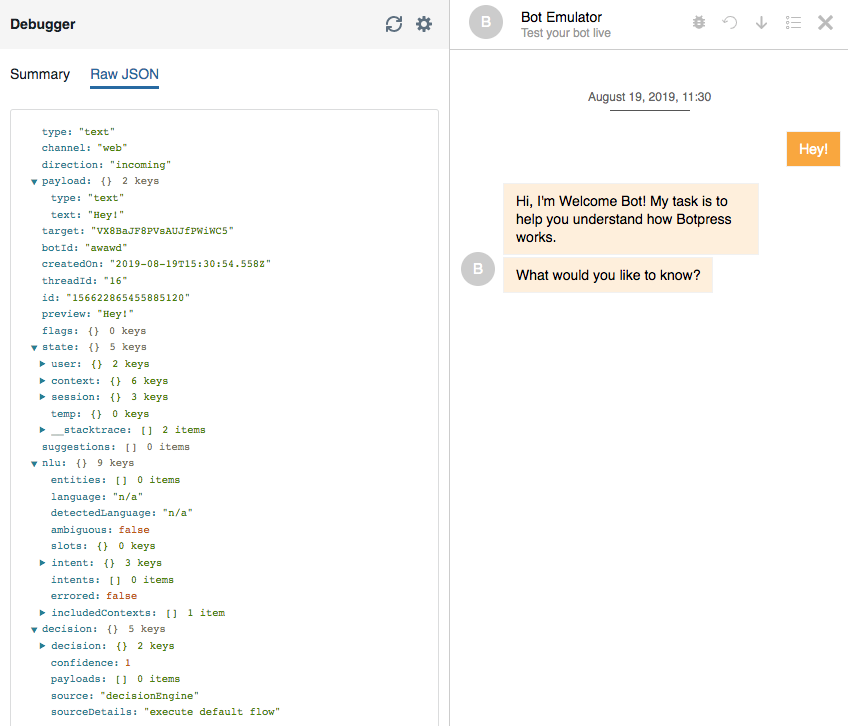 Debugger
Summary Raw JSON
type: "text"
channel: "web"
direction: "incoming"
payload: {} 2 keys
type: "text"
text: "Hey!"
target: "VX8BaJF8PVsAUJfPWiWC5"
botId: "awawd"
createdOn: "2019-08-19T15:30:54.558Z"
threadId: "16"
id: "156622865455885120"
preview: "Hey!"
flags: {} 0 keys
state: {} 5 keys
user: {} 2 keys
context: {} 6 keys
session: {} 3 keys
temp: {} 0 keys
__stacktrace: [] 2 items
suggestions: [] 0 items
nlu: {} 9 keys
entities: [] 0 items
language: "n/a"
detectedLanguage: "n/a"
ambiguous: false
slots: {} 0 keys
intent: {} 3 keys
intents: [] 0 items
errored: false
includedContexts: [] 1 item
decision: {} 5 keys
decision: {} 2 keys
confidence: 1
payloads: [] 0 items
source: "decisionEngine"
sourceDetails: "execute default flow"
B
Bot Emulator
Test your bot live
August 19, 2019, 11:30
Hey!
Hi, I'm Welcome Bot! My task is to
help you understand how Botpress
works.
B
What would you like to know?